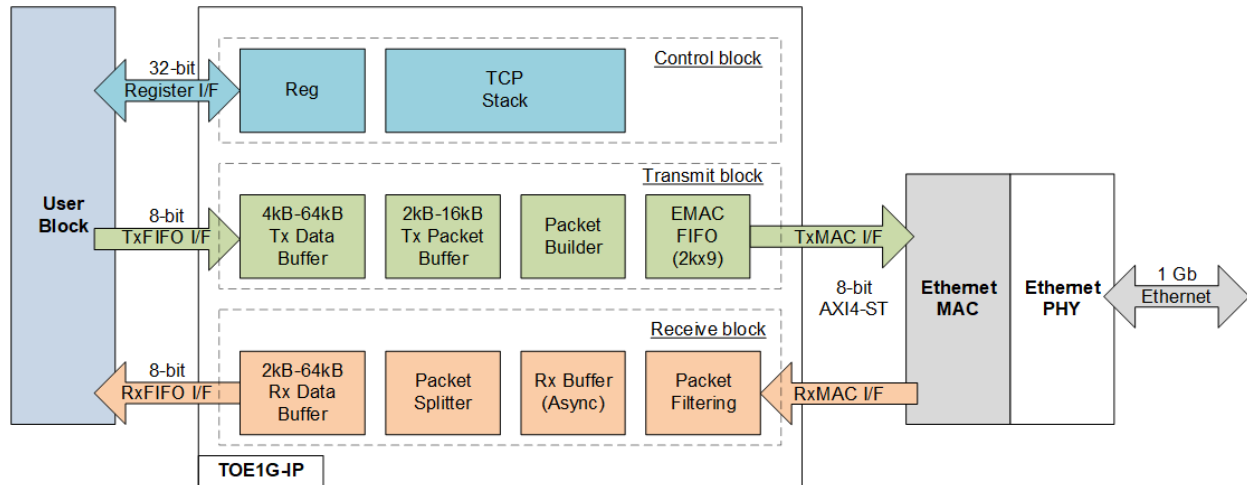 User
Block
32-bit
Register I/F
Reg
TCP
Stack
Control block
Transmit block
8-bit
TxFIFO I/F
4kB-64kB
Tx Data
Buffer
2kB-16kB
Tx Packet
Buffer
Packet
Builder
EMAC
FIFO
(2kx9)
TxMAC I/F
8-bit
AXI4-ST
Receive block
8-bit
RxFIFO I/F
2kB-64kB
Rx Data
Buffer
Packet
Splitter
Rx Buffer
(Async)
Packet
Filtering
RxMAC I/F
Ethernet
MAC
Ethernet
PHY
1 Gb
Ethernet
TOE1G-IP